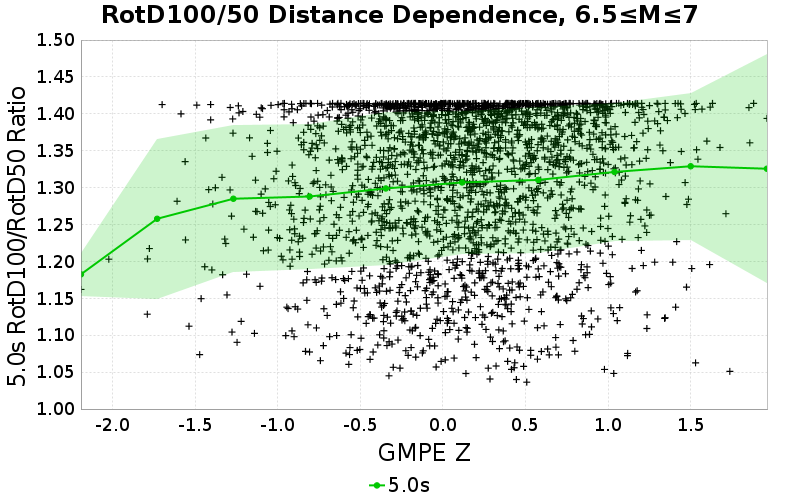 RotD100/50 Distance Dependence, 6.5≤M≤7
5.0s RotD100/RotD50 Ratio
1.50
1.45
1.40
1.35
1.30
1.25
1.20
1.15
1.10
1.05
1.00
-2.0 -1.5 -1.0 -0.5 0.0 0.5 1.0 1.5
GMPE Z
5.0s